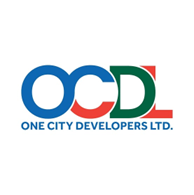 OCDL
ONE CITY DEVELOPERS LTD.